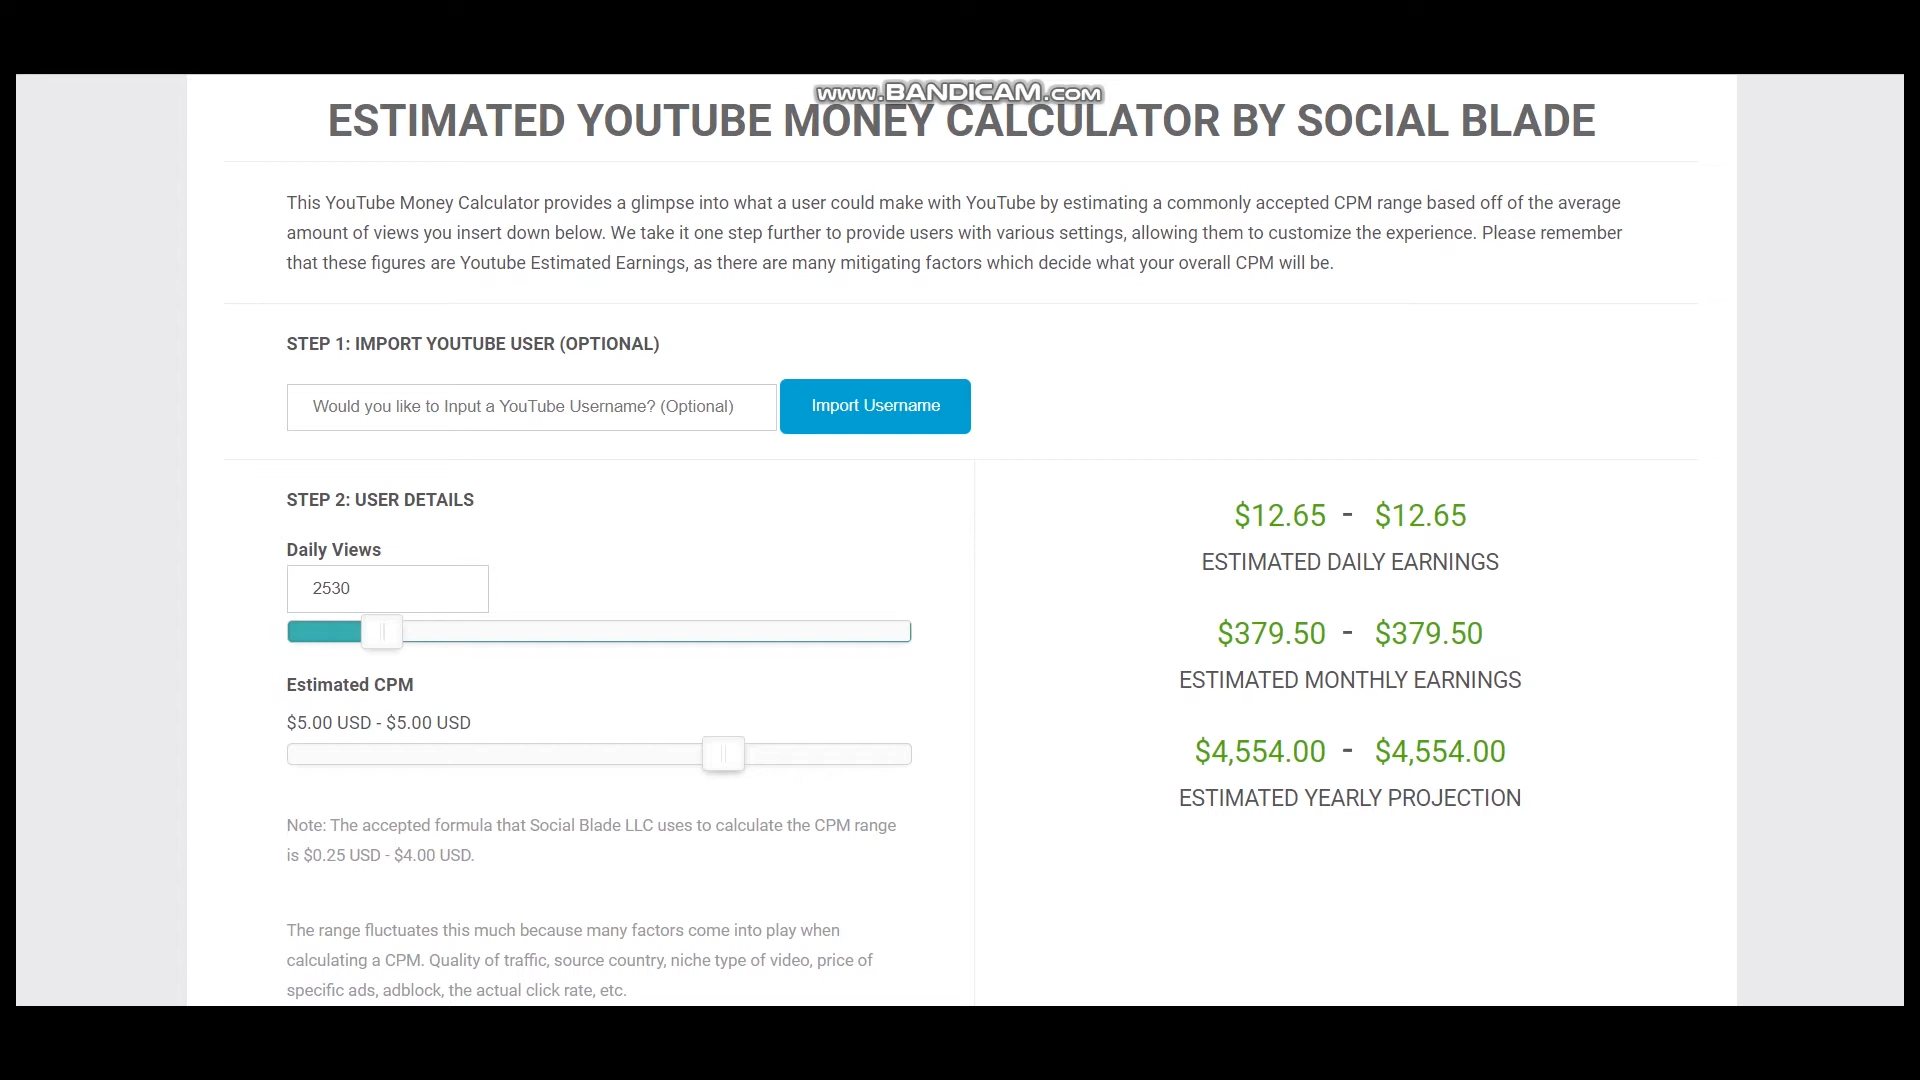 www.BANDICAM.com
ESTIMATED YOUTUBE MONEY CALCULATOR BY SOCIAL BLADE
This YouTube Money Calculator provides a glimpse into what a user could make with YouTube by estimating a commonly accepted CPM range based off of the average
amount of views you insert down below. We take it one step further to provide users with various settings, allowing them to customize the experience. Please remember
that these figures are Youtube Estimated Earnings, as there are many mitigating factors which decide what your overall CPM will be.
STEP 1: IMPORT YOUTUBE USER (OPTIONAL)
Would you like to Input a YouTube Username? (Optional)
Import Username
STEP 2: USER DETAILS
Daily Views
2530
Estimated CPM
$5.00 USD - $5.00 USD
Note: The accepted formula that Social Blade LLC uses to calculate the CPM range
is $0.25 USD - $4.00 USD.
The range fluctuates this much because many factors come into play when
calculating a CPM. Quality of traffic, source country, niche type of video, price of
specific ads, adblock, the actual click rate, etc.
$12.65 - $12.65
ESTIMATED DAILY EARNINGS
$379.50 - $379.50
ESTIMATED MONTHLY EARNINGS
$4,554.00 - $4,554.00
ESTIMATED YEARLY PROJECTION